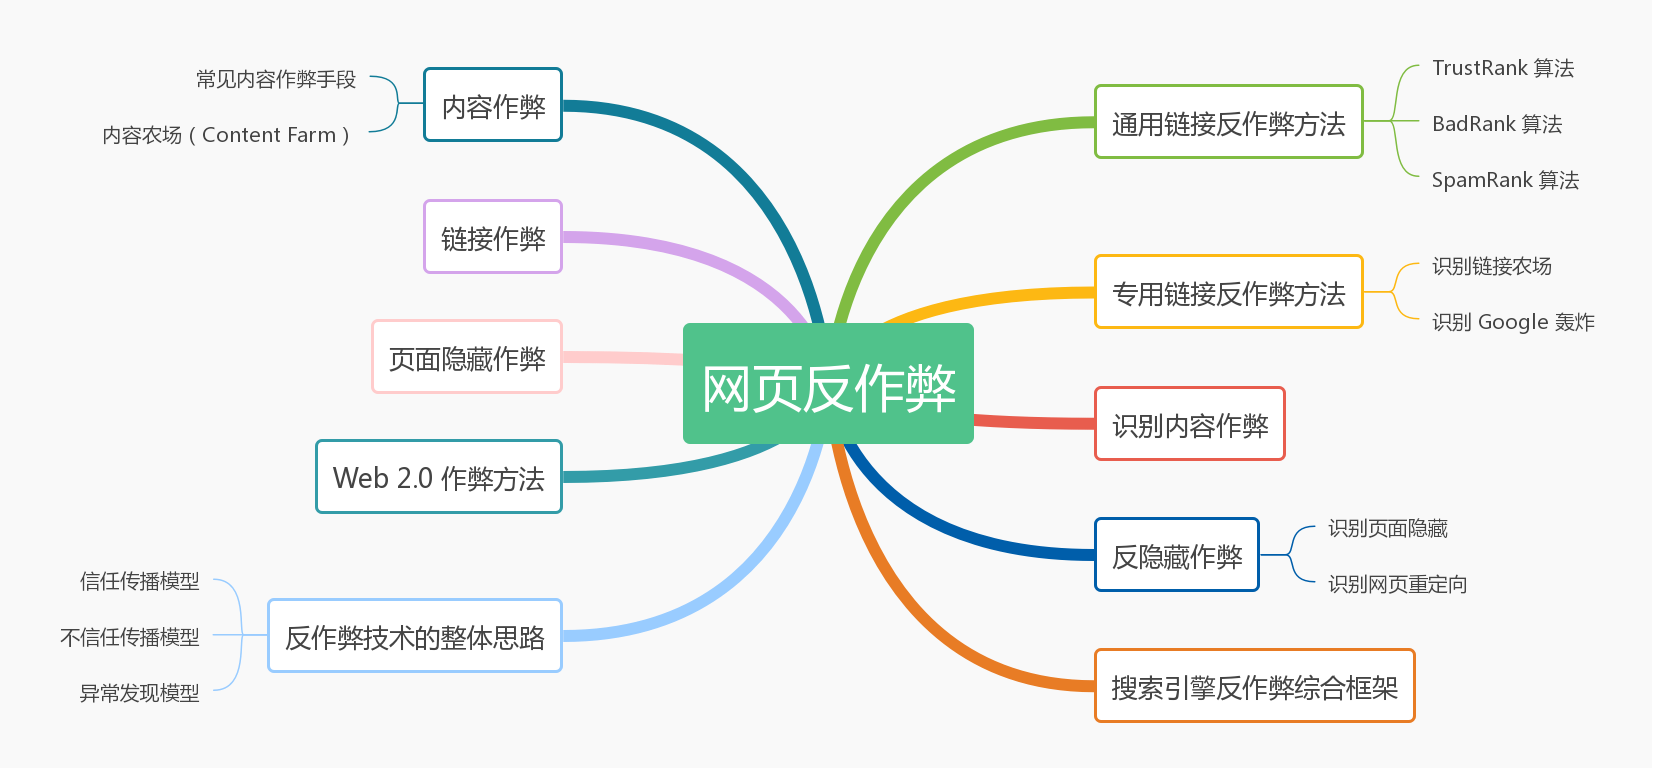 网页反作弊
内容作弊
常见内容作弊手段
内容农场（Content Farm）
链接作弊
页面隐藏作弊
Web 2.0 作弊方法
反作弊技术的整体思路
信任传播模型
不信任传播模型
异常发现模型
通用链接反作弊方法
TrustRank 算法
BadRank 算法
SpamRank 算法
专用链接反作弊方法
识别链接农场
识别 Google 轰炸
识别内容作弊
反隐藏作弊
识别页面隐藏
识别网页重定向
搜索引擎反作弊综合框架